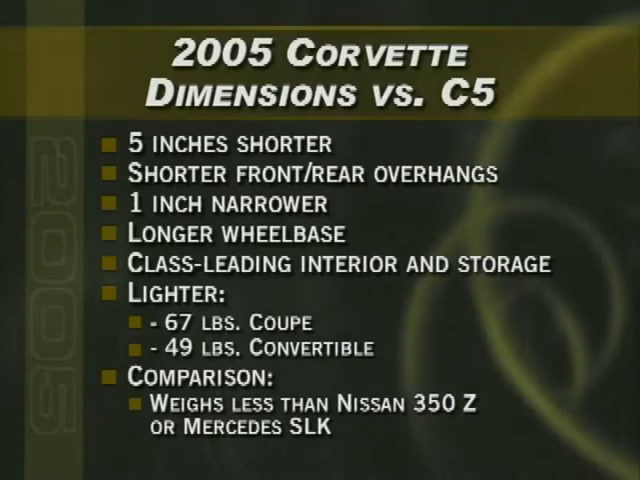 2005 CORVETTE
DIMENSIONS VS. C5
5 INCHES SHORTER
SHORTER FRONT/REAR OVERHANGS
1 INCH NARROWER
LONGER WHEELBASE
CLASS-LEADING INTERIOR AND STORAGE
LIGHTER:
- 67 LBS. COUPE
- 49 LBS. CONVERTIBLE
COMPARISON:
WEIGHS LESS THAN NISSAN 350 Z
OR MERCEDES SLK
2005